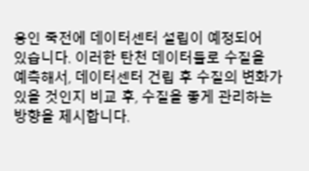 용인 죽전에 데이터센터 설립이 예정되어
있습니다. 이러한 탄천 데이터들로 수질을
예측해서, 데이터센터 건립 후 수질의 변화가
있을 것인지 비교 후, 수질을 좋게 관리하는
방향을 제시합니다.